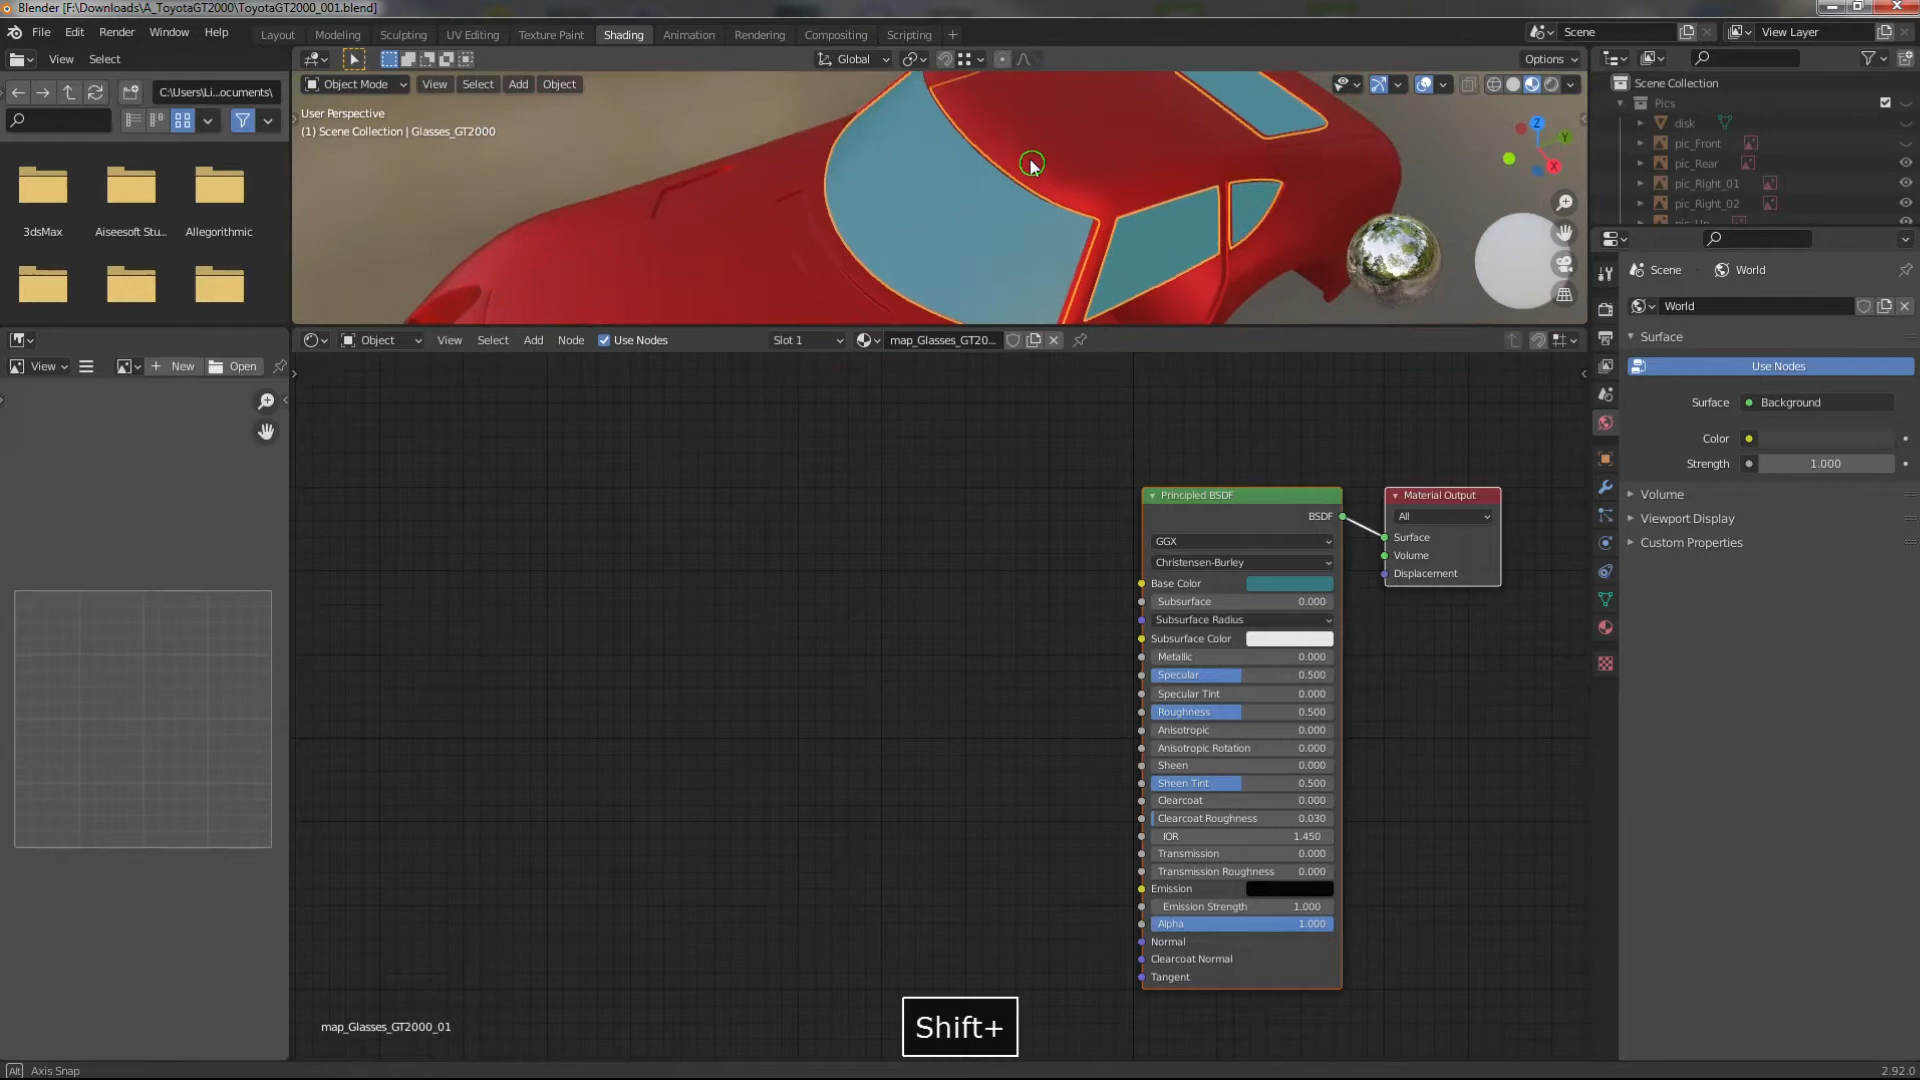 Blender [F:\Downloads\A_ToyotaGT2000\ToyotaGT2000_001.blend]
File Edit Render Window Help
Layout Modeling Sculpting UV Editing Texture Paint Shading Animation Rendering Compositing Scripting
Scene
View Layer
View Select
Global
Options
C:\Users\Li...ocuments\
Object Mode View Select Add Object
User Perspective
(1) Scene Collection | Glasses_GT2000
3dsMax
Aiseesoft Stu...
Allegorithmic
Z
Y
X
Scene Collection
Pics
disk
pic_Front
pic_Rear
pic_Right_01
pic_Right_02
Scene
World
World
Surface
Use Nodes
Surface Background
Color
Strength 1.000
Volume
Viewport Display
Custom Properties
View
New
Open
Object View Select Add Node Use Nodes Slot 1 map_Glasses_GT20...
Principled BSDF
BSDF
GGX
Christensen-Burley
Base Color
Subsurface 0.000
Subsurface Radius
Subsurface Color
Metallic 0.000
Specular 0.500
Specular Tint 0.000
Roughness 0.500
Anisotropic 0.000
Anisotropic Rotation 0.000
Sheen 0.000
Sheen Tint 0.500
Clearcoat 0.000
Clearcoat Roughness 0.030
IOR 1.450
Transmission 0.000
Transmission Roughness 0.000
Emission
Emission Strength 1.000
Alpha 1.000
Normal
Clearcoat Normal
Tangent
Material Output
All
Surface
Volume
Displacement
Shift+
map_Glasses_GT2000_01
Alt Axis Snap
2.92.0